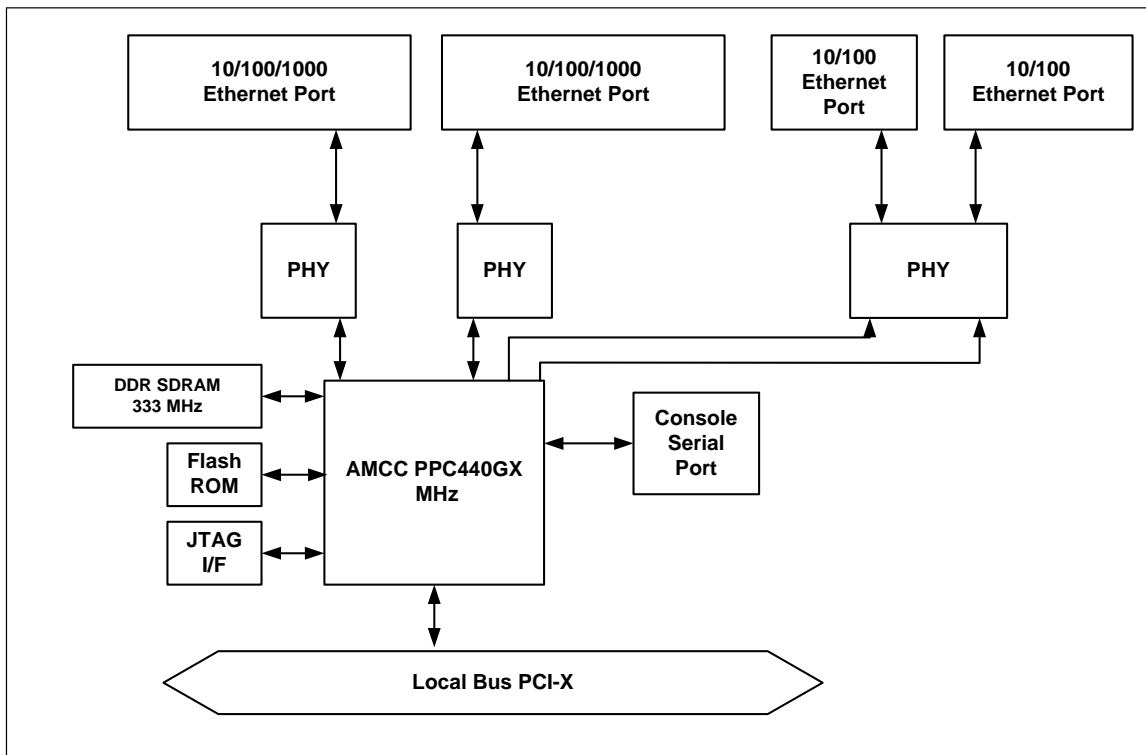 10/100/1000
Ethernet Port
10/100/1000
Ethernet Port
10/100
Ethernet
Port
10/100
Ethernet Port
PHY
PHY
PHY
DDR SDRAM
333 MHz
Flash
ROM
JTAG
I/F
AMCC PPC440GX
MHz
Console
Serial
Port
Local Bus PCI-X